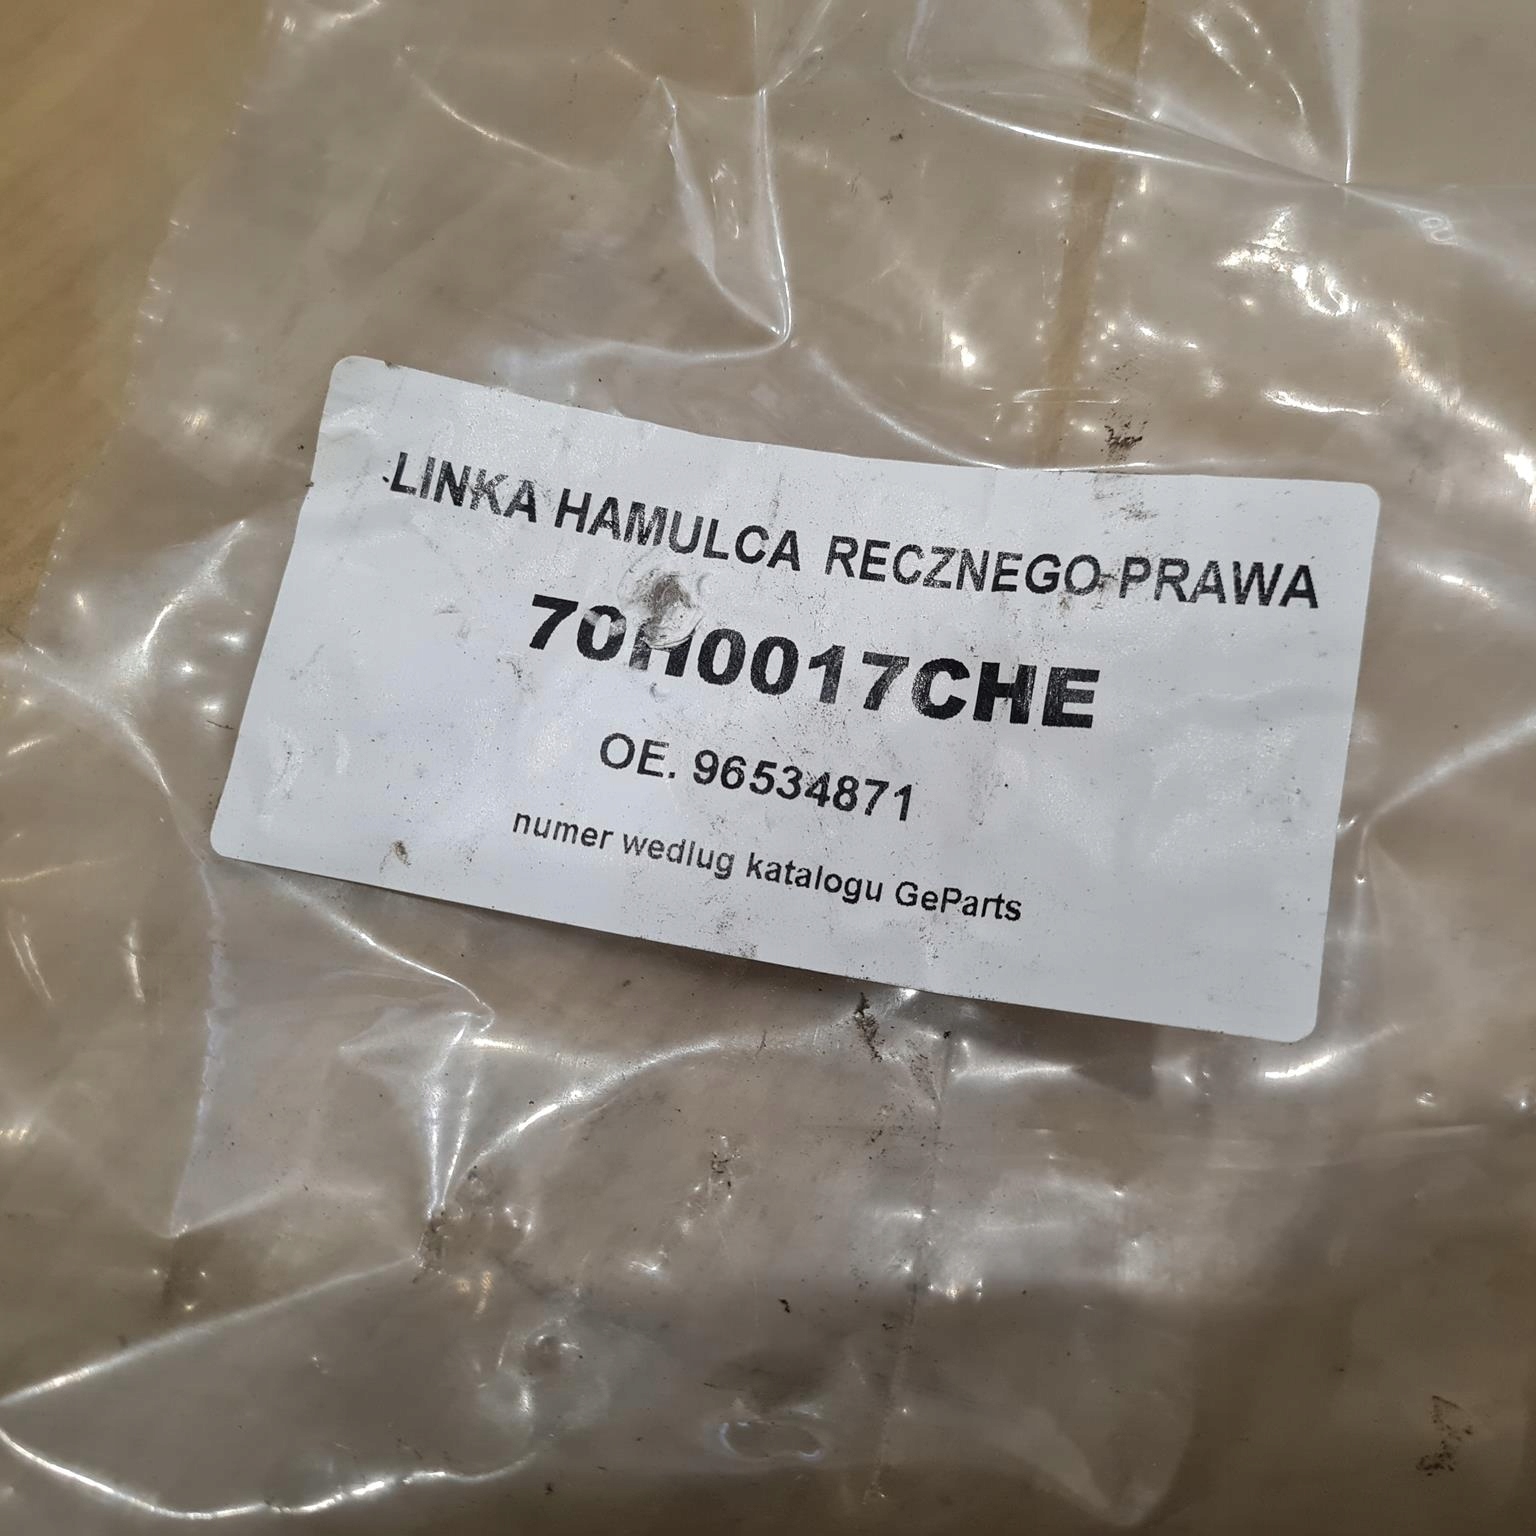 LINKA HAMULCA RECZNEGO PRAWA
70H0017CHE
OE. 96534871
numer wedlug katalogu GeParts